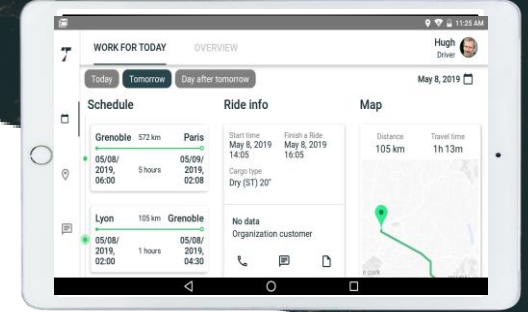 11:25 AM
WORK FOR TODAY
OVERVIEW
Hugh
Driver
Today
Tomorrow
Day after tomorrow
May 8, 2019
Schedule
Grenoble 572 km Paris
05/08/ 5 hours 05/09/
2019, 2019,
06:00 02:08
Lyon 105 km Grenoble
05/08/ 1 hours 05/08/
2019, 2019,
02:00 04:30
Ride info
Start time Finish a Ride
May 8, 2019 May 8, 2019
14:05 16:05
Cargo type
Dry (ST) 20"
No data
Organization customer
Map
Distance Travel time
105 km 1h 13m